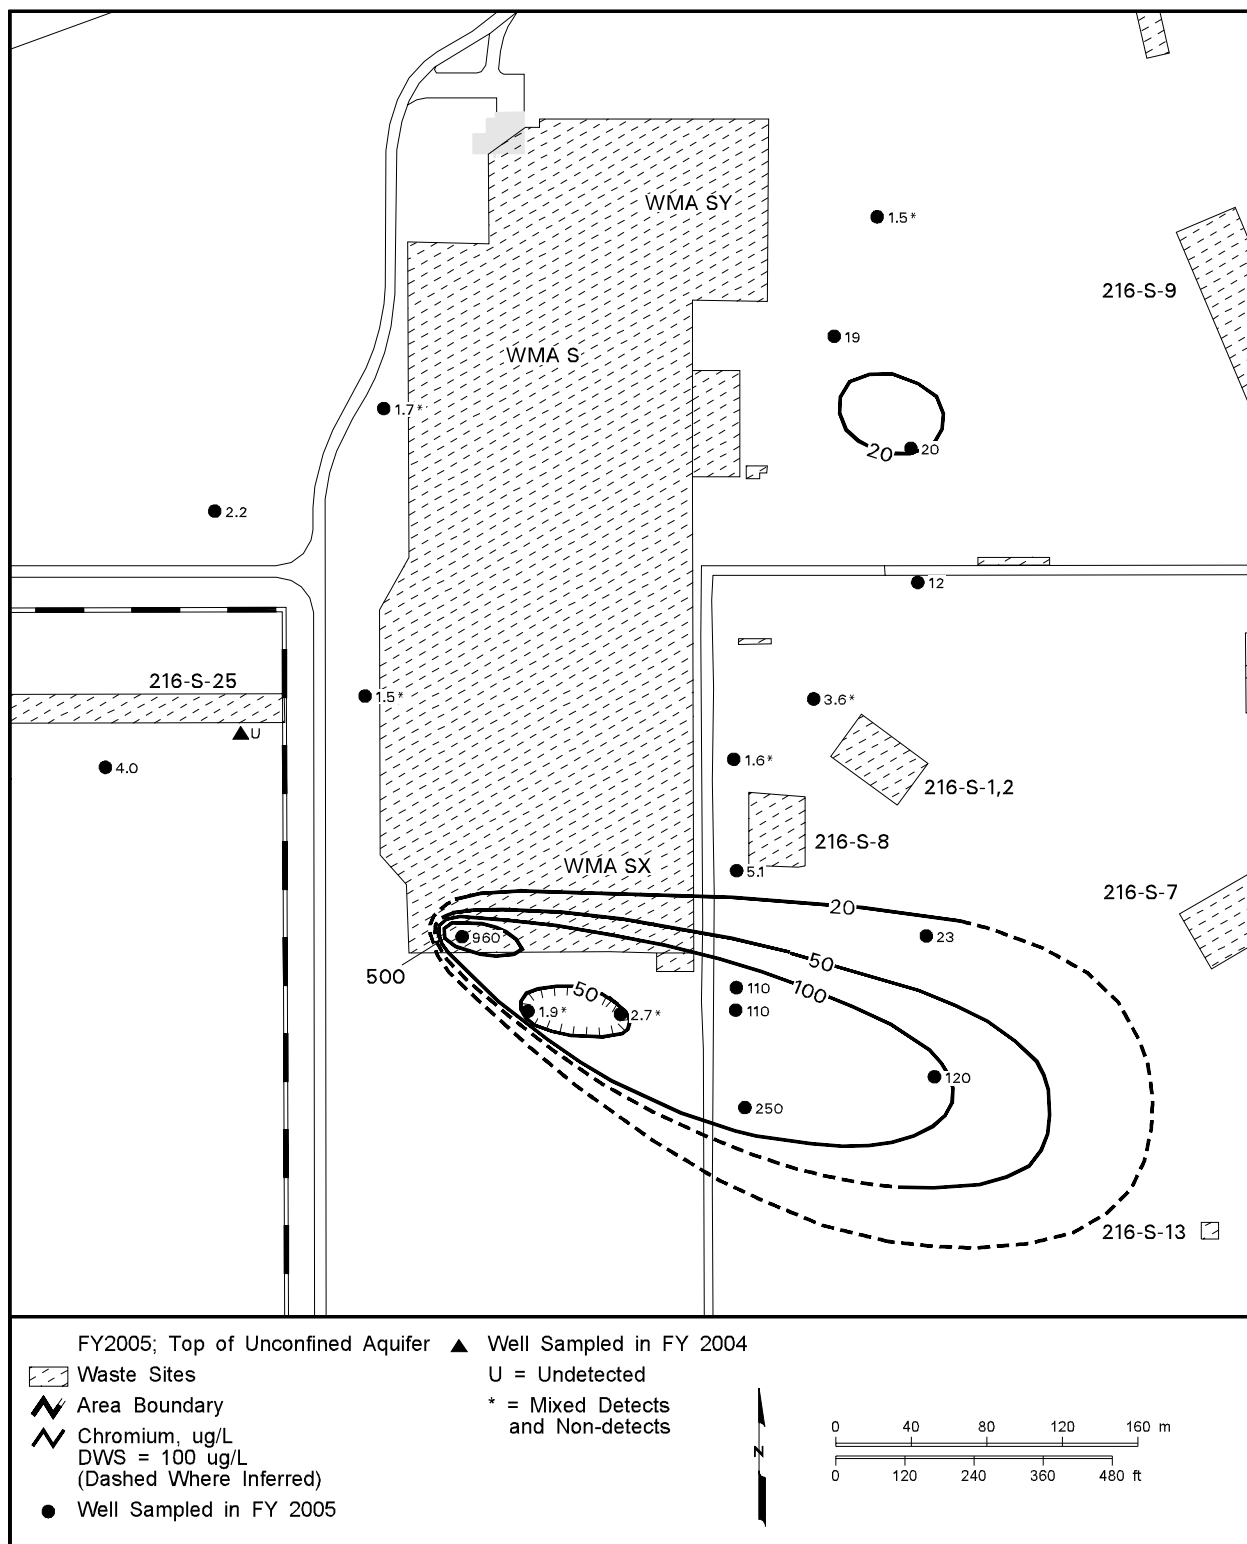 WMA SY
1.5*
216-S-9
19
WMA S
1.7*
20
20
2.2
12
216-S-25
1.5*
3.6*
U
4.0
1.6*
216-S-1,2
216-S-8
WMA SX
5.1
216-S-7
20
960
23
50
500
110
50
100
110
1.9*
2.7*
120
250
216-S-13
FY2005; Top of Unconfined Aquifer
Waste Sites
Area Boundary
Chromium, ug/L
DWS = 100 ug/L
(Dashed Where Inferred)
Well Sampled in FY 2005
Well Sampled in FY 2004
U = Undetected
* = Mixed Detects
and Non-detects
N
0 40 80 120 160 m
0 120 240 360 480 ft